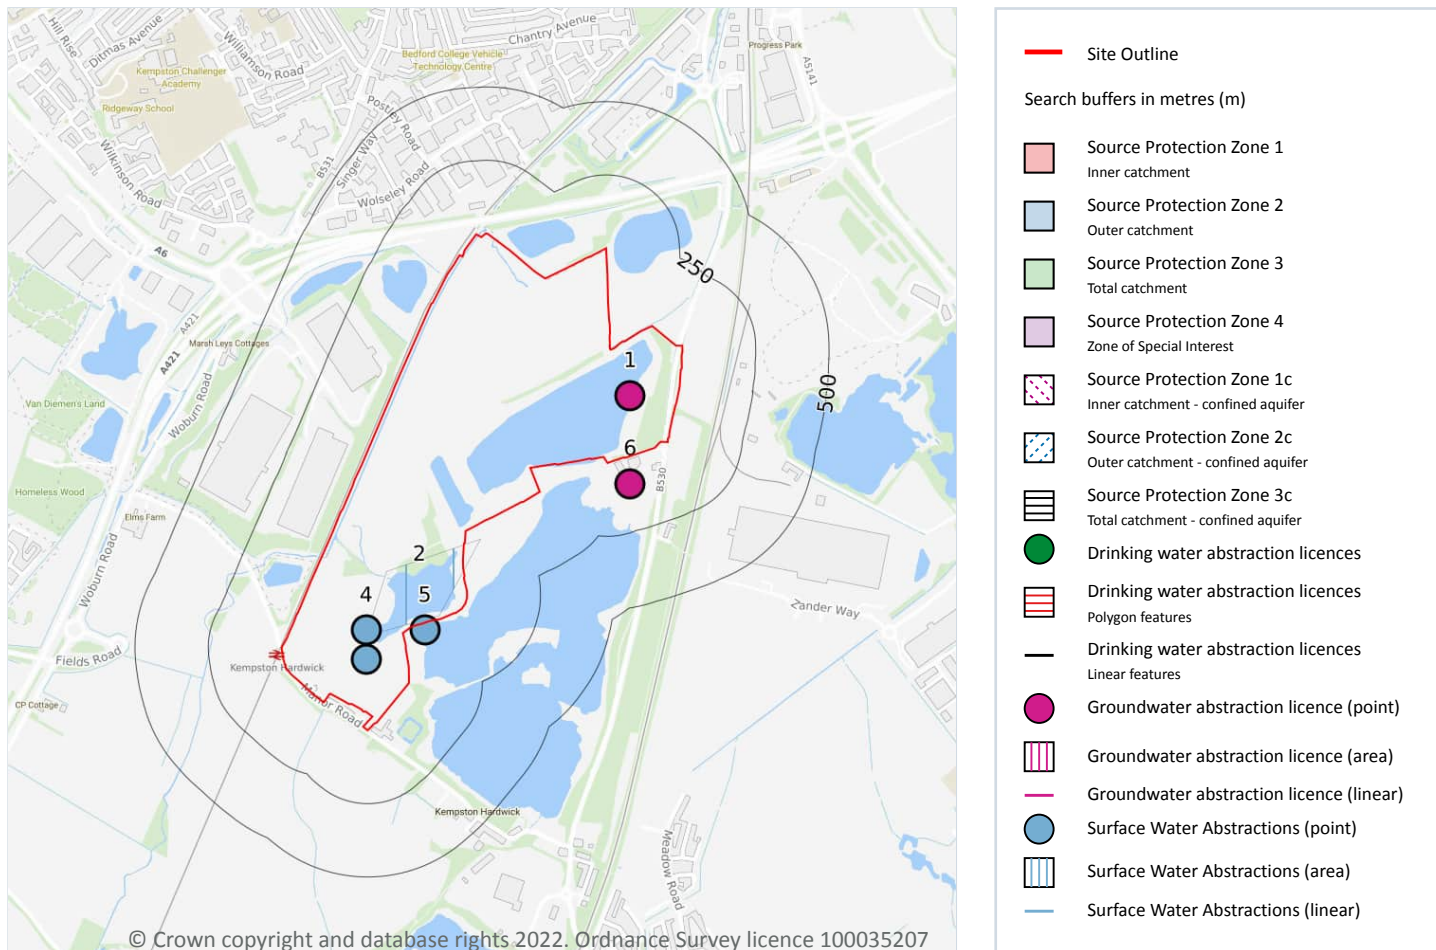 Hill Rise
Ditmas Avenue
Williamson Road
Chantry Avenue
Bedford College Vehicle
Technology Centre
Progress Park
A5141
Kempston Challenger
Academy
Ridgeway School
Postley Road
Singer Way
B531
Wilkinson Road
Wolseley Road
A6
250
A421
A421
Marsh Leys Cottages
Woburn Road
Van Diemen's Land
1
500
6
B530
Homeless Wood
Elms Farm
2
4
5
Woburn Road
Zander Way
Fields Road
Kempston Hardwick
Manor Road
CP Cottage
Kempston Hardwick
Meadow Road
© Crown copyright and database rights 2022. Ordnance Survey licence 100035207
Site Outline
Search buffers in metres (m)
Source Protection Zone 1
Inner catchment
Source Protection Zone 2
Outer catchment
Source Protection Zone 3
Total catchment
Source Protection Zone 4
Zone of Special Interest
Source Protection Zone 1c
Inner catchment - confined aquifer
Source Protection Zone 2c
Outer catchment - confined aquifer
Source Protection Zone 3c
Total catchment - confined aquifer
Drinking water abstraction licences
Drinking water abstraction licences
Polygon features
Drinking water abstraction licences
Linear features
Groundwater abstraction licence (point)
Groundwater abstraction licence (area)
Groundwater abstraction licence (linear)
Surface Water Abstractions (point)
Surface Water Abstractions (area)
Surface Water Abstractions (linear)